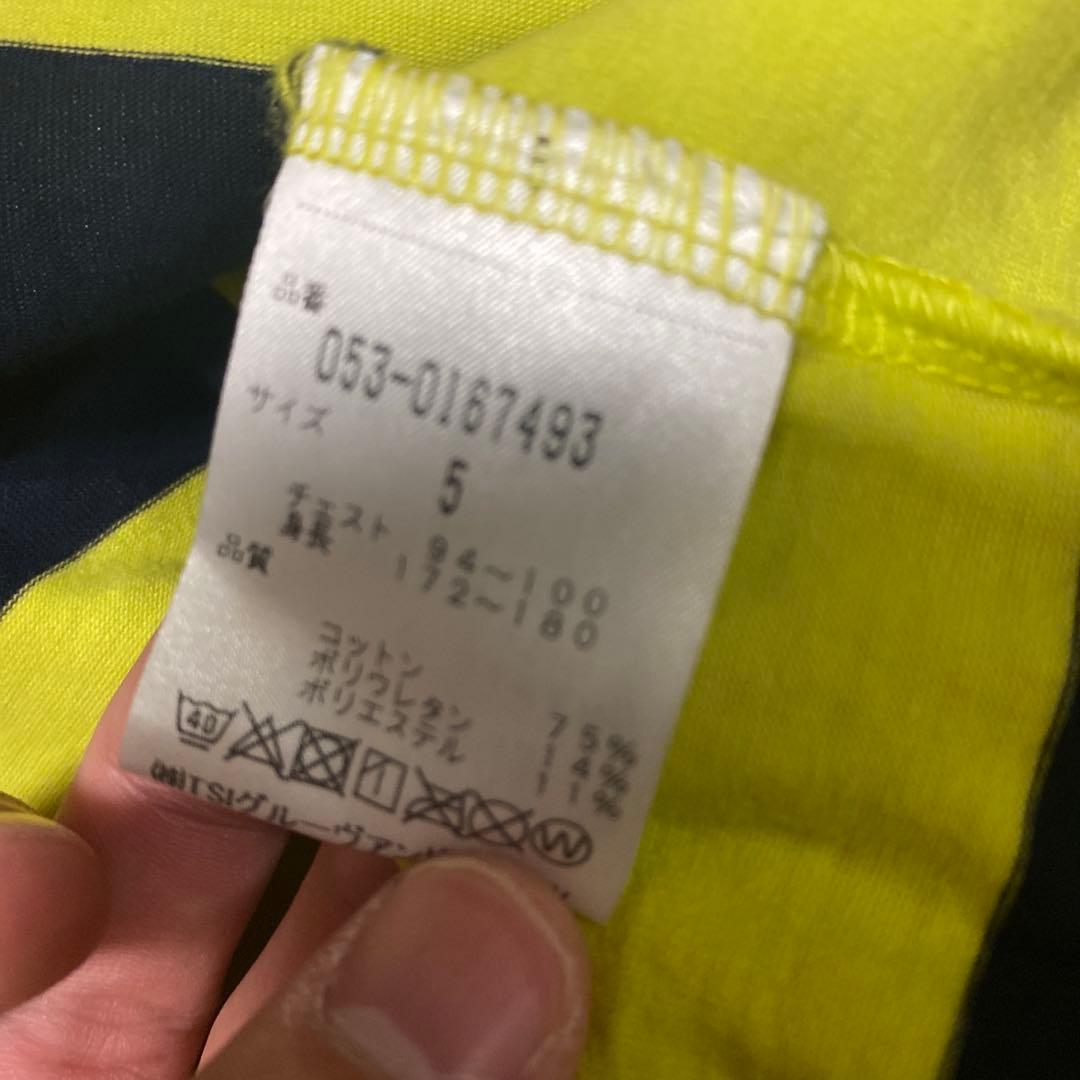 品番
053-0167493
サイズ
5
チェスト 94〜100
身長 172〜180
品質
コットン 75%
ポリウレタン 14%
ポリエステル 11%
40
W
(株)TSIグルーヴアンド